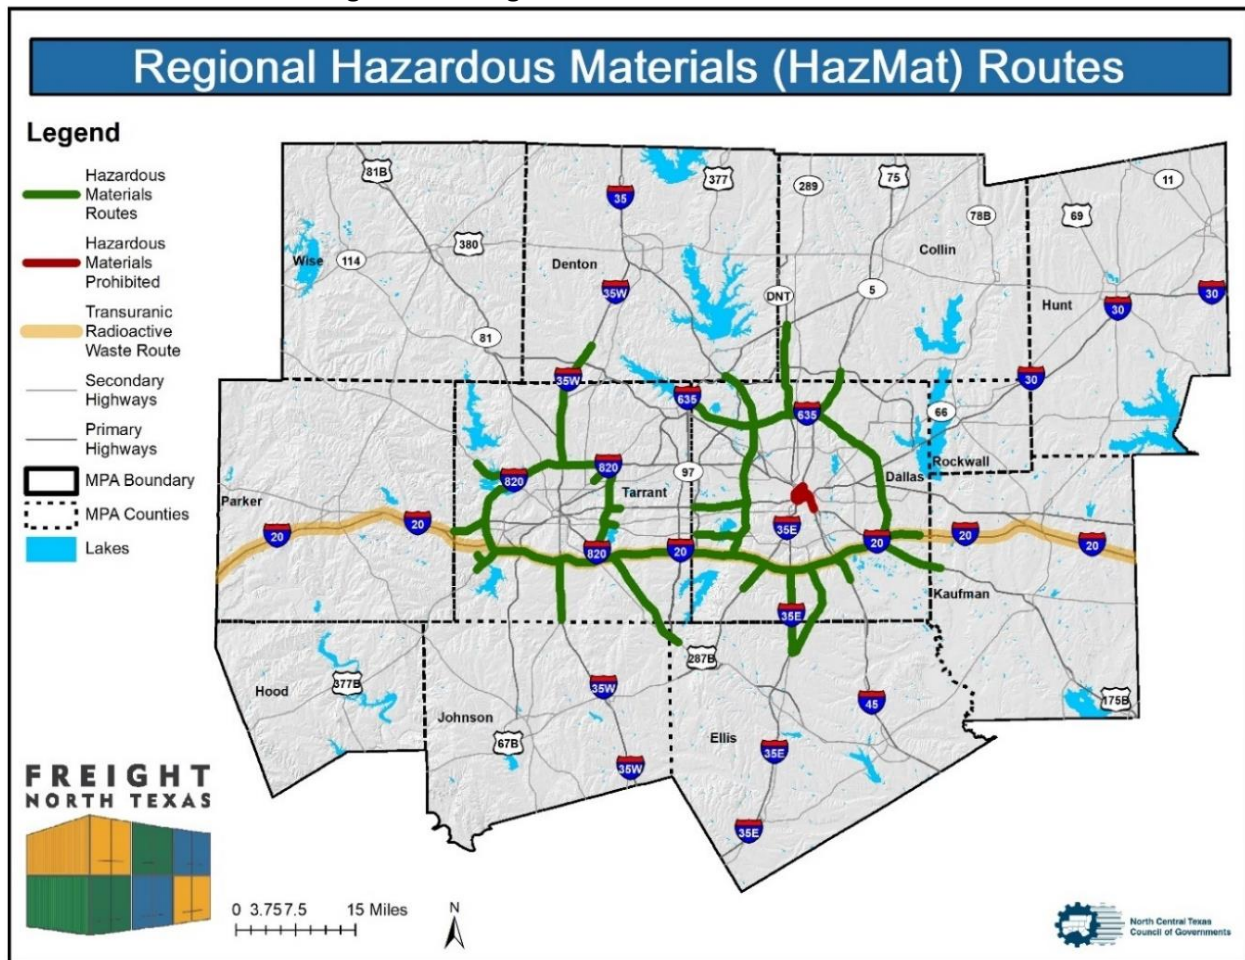 Regional Hazardous Materials (HazMat) Routes
Legend
Hazardous
Materials
Routes
Hazardous
Materials
Prohibited
Transuranic
Radioactive
Waste Route
Secondary
Highways
Primary
Highways
MPA Boundary
MPA Counties
Lakes
81B
377
289
75
11
35
78B
69
380
Collin
Wise
114
Denton
35W
DNT
5
Hunt
30
30
81
35W
635
30
635
66
820
820
97
Rockwall
Tarrant
Dallas
Parker
20
20
35E
820
20
20
20
20
Kaufman
35E
287B
Hood
377B
35W
175B
45
Johnson
67B
Ellis
35E
35W
35E
FREIGHT
NORTH TEXAS
0 3.75 7.5 15 Miles
N
North Central Texas
Council of Governments